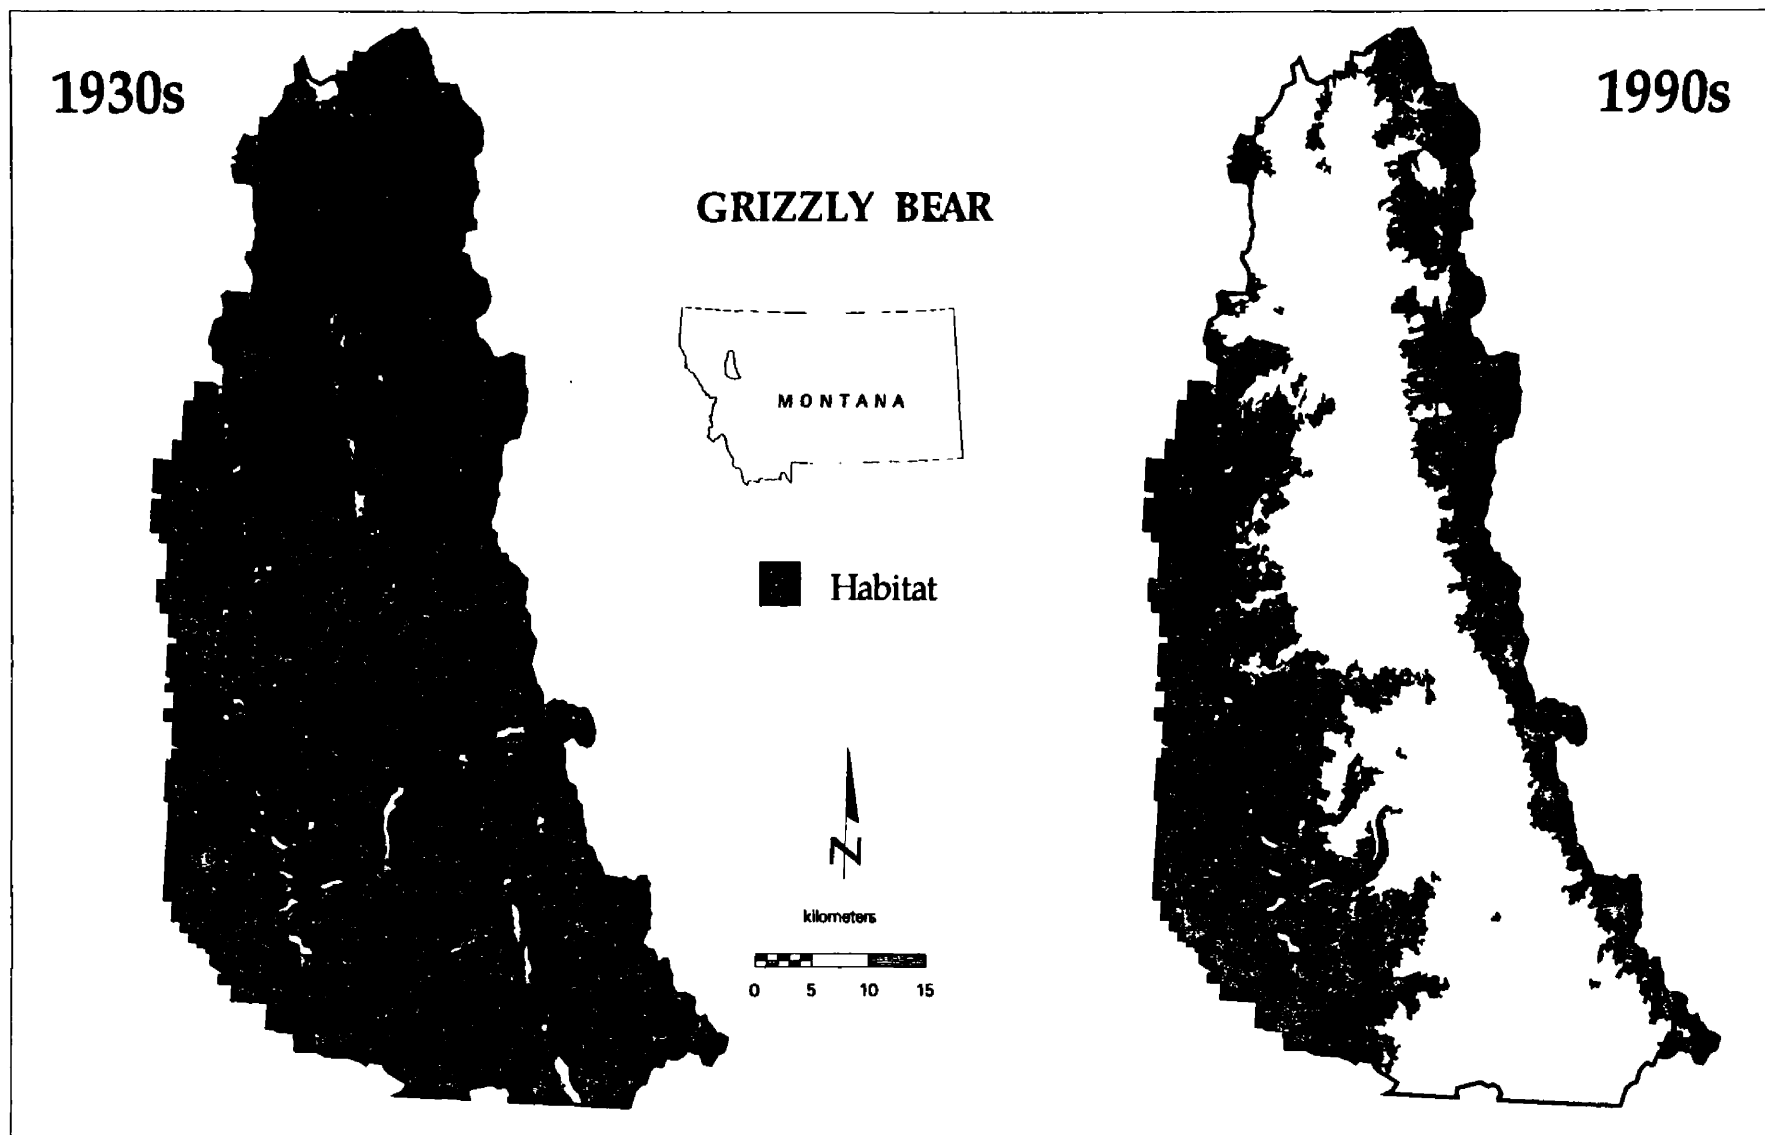 1930s
1990s
GRIZZLY BEAR
MONTANA
Habitat
N
kilometers
0 5 10 15